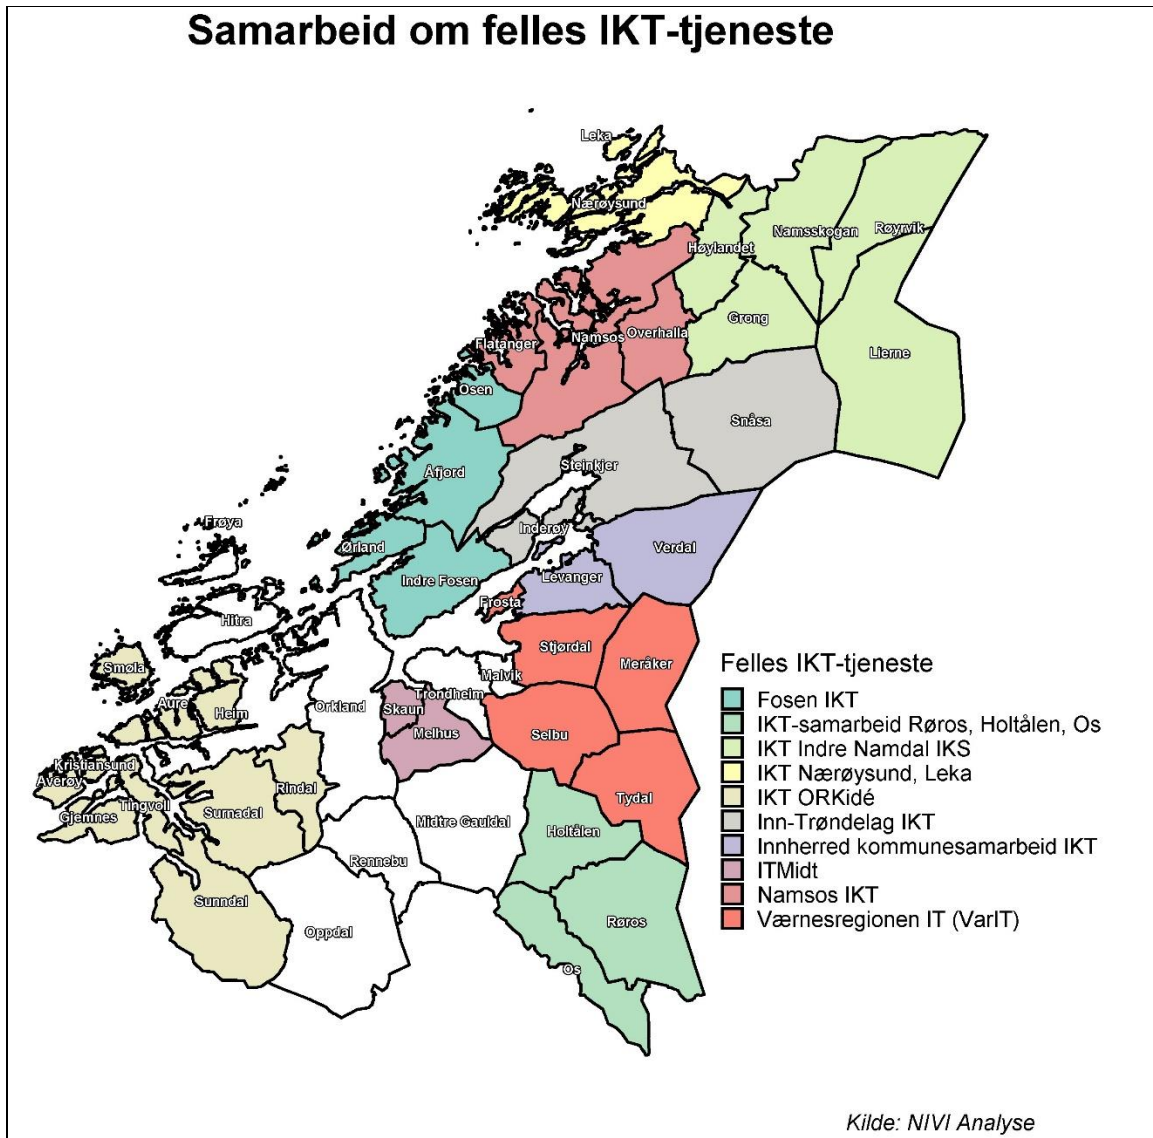 Samarbeid om felles IKT-tjeneste
Leka
Nærøysund
Namsskogan
Røyrvik
Høylandet
Grong
Lierne
Flatanger
Namsos
Overhalla
Osen
Snåsa
Åfjord
Steinkjer
Frøya
Inderøy
Ørland
Verdal
Indre Fosen
Levanger
Frosta
Hitra
Stjørdal
Meråker
Smøla
Malvik
Trondheim
Aure
Heim
Orkland
Skaun
Melhus
Selbu
Kristiansund
Averøy
Rindal
Tingvoll
Gjemnes
Surnadal
Tydal
Midtre Gauldal
Holtålen
Rennebu
Sunndal
Oppdal
Røros
Os
Felles IKT-tjeneste
Fosen IKT
IKT-samarbeid Røros, Holtålen, Os
IKT Indre Namdal IKS
IKT Nærøysund, Leka
IKT ORKidé
Inn-Trøndelag IKT
Innherred kommunesamarbeid IKT
ITMidt
Namsos IKT
Værnesregionen IT (VarIT)
Kilde: NIVI Analyse